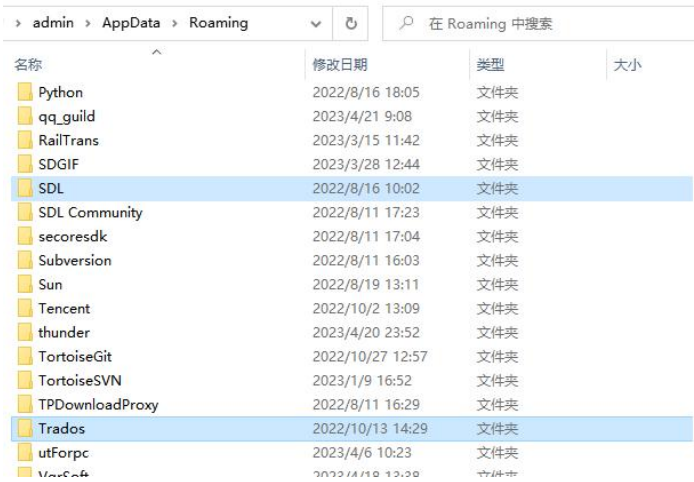 › admin › AppData › Roaming 在 Roaming 中搜索
名称 修改日期 类型 大小
Python 2022/8/16 18:05 文件夹
qq_guild 2023/4/21 9:08 文件夹
RailTrans 2023/3/15 11:42 文件夹
SDGIF 2023/3/28 12:44 文件夹
SDL 2022/8/16 10:02 文件夹
SDL Community 2022/8/11 17:23 文件夹
secoresdk 2022/8/11 17:04 文件夹
Subversion 2022/8/11 16:03 文件夹
Sun 2022/8/19 13:11 文件夹
Tencent 2022/10/2 13:09 文件夹
thunder 2023/4/20 23:52 文件夹
TortoiseGit 2022/10/27 12:57 文件夹
TortoiseSVN 2023/1/9 16:52 文件夹
TPDownloadProxy 2022/8/11 16:29 文件夹
Trados 2022/10/13 14:29 文件夹
utForpc 2023/4/6 10:23 文件夹
2023/4/18 13:38 文件夹